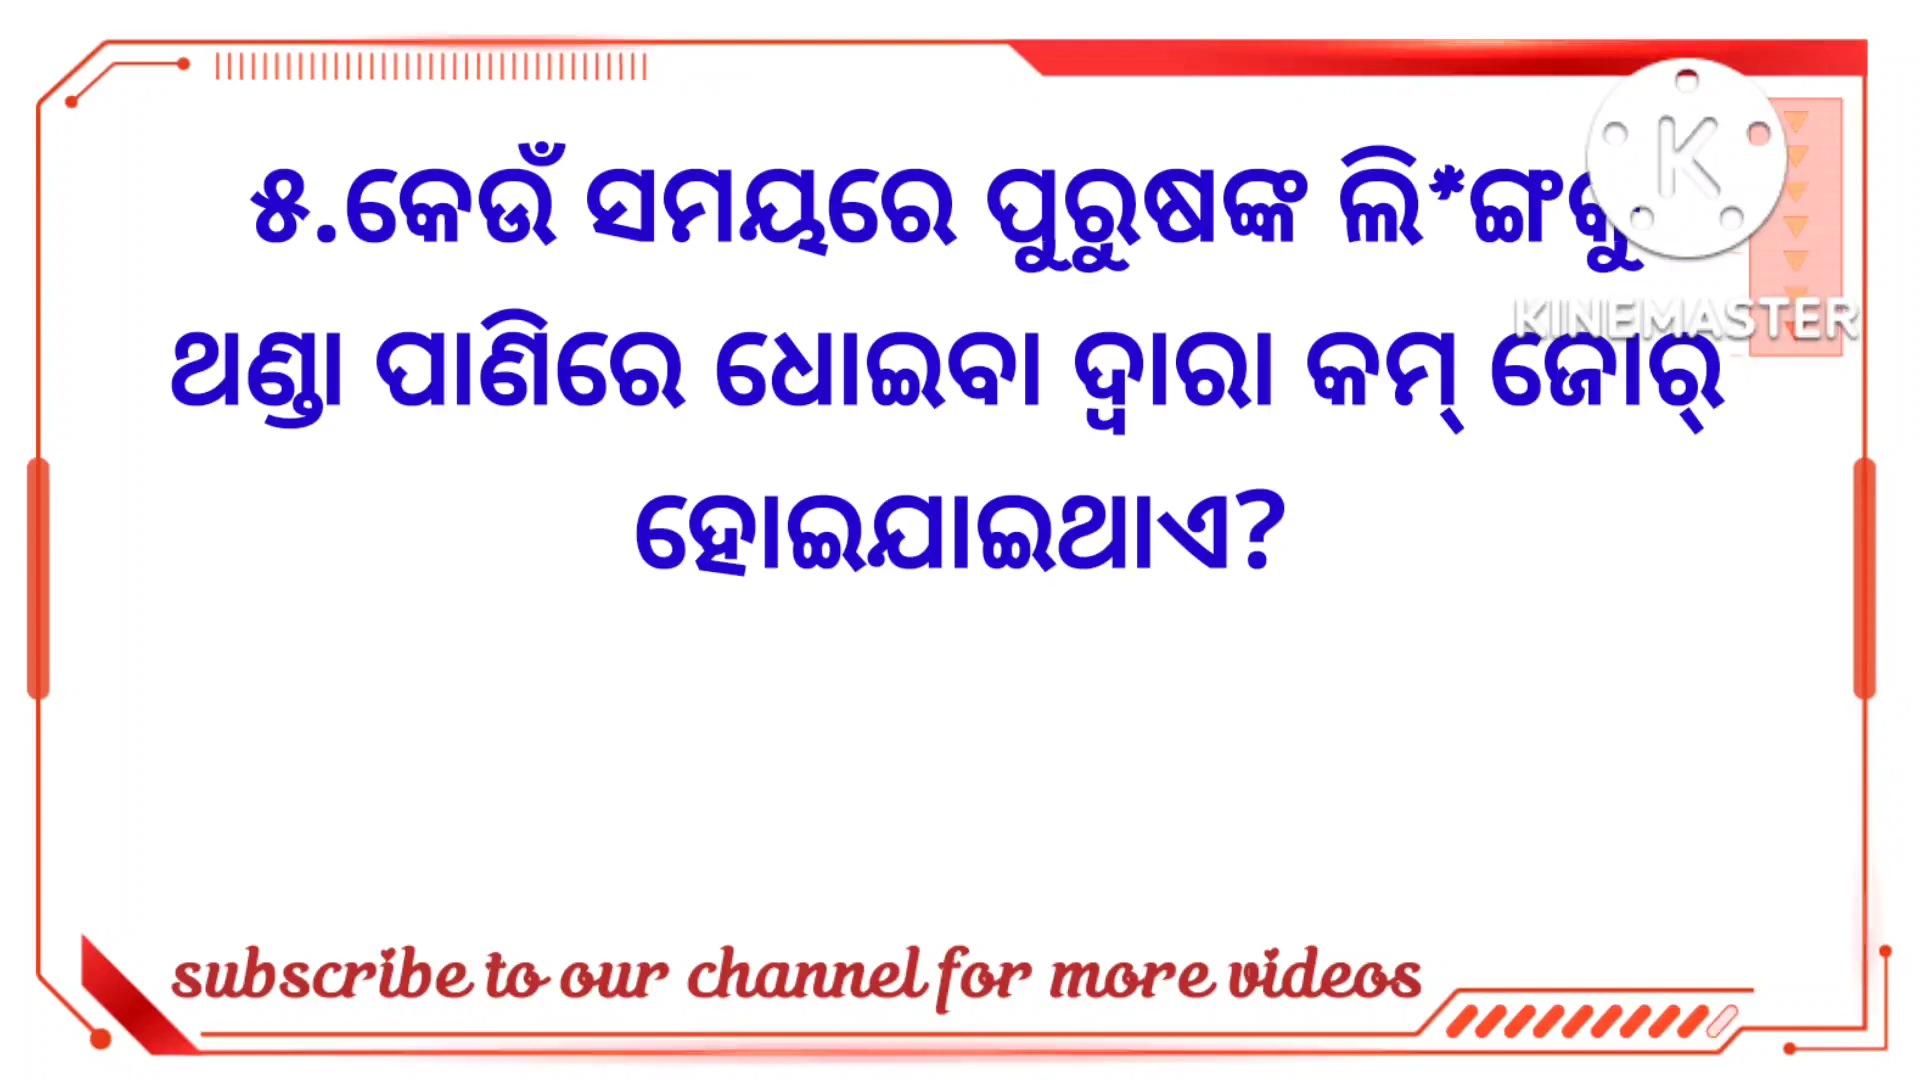 ୫.କେଉଁ ସମୟରେ ପୁରୁଷଙ୍କ ଲି*ଙ୍ଗକୁ
ଥଣ୍ଡା ପାଣିରେ ଧୋଇବା ଦ୍ୱାରା କମ୍ ଜୋର୍
ହୋଇଯାଇଥାଏ?
KINEMASTER
subscribe to our channel for more videos